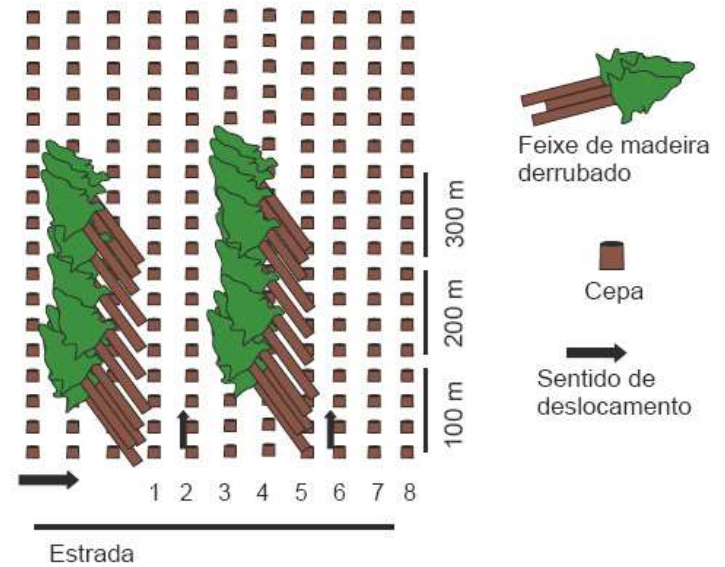 300 m
200 m
100 m
1 2 3 4 5 6 7 8
Estrada
Feixe de madeira
derrubado
Cepa
Sentido de
deslocamento